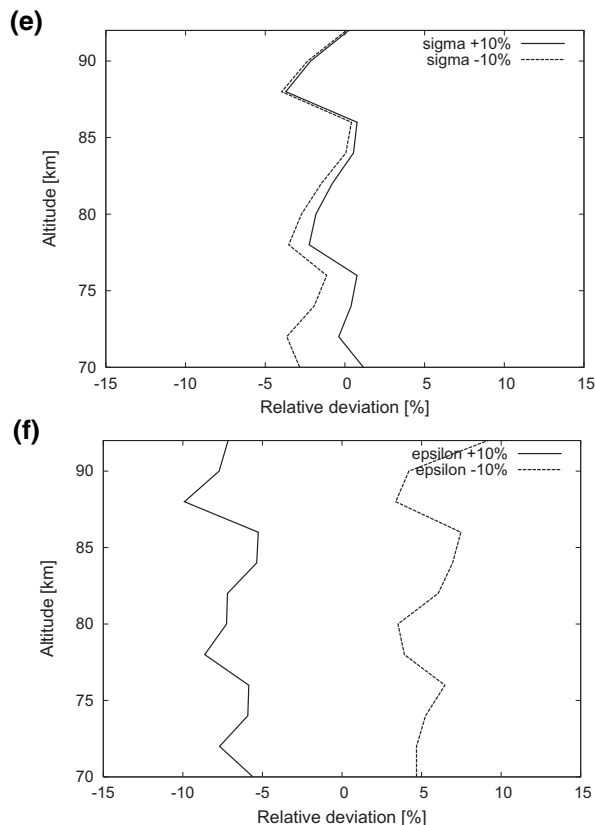 (e)
sigma +10%
sigma -10%
90
85
80
75
70
Altitude [km]
-15 -10 -5 0 5 10 15
Relative deviation [%]
(f)
epsilon +10%
epsilon -10%
90
85
80
75
70
Altitude [km]
-15 -10 -5 0 5 10 15
Relative deviation [%]